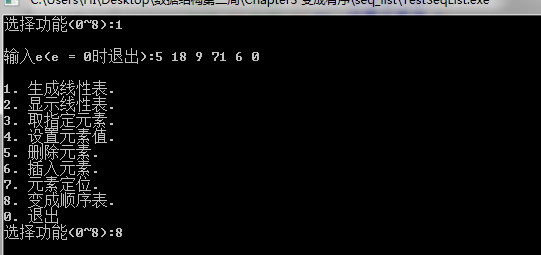 C:\Users\HI\Desktop\数据结构第二周\Chapter3 变成有序\seq_list\TestSeqList.exe
选择功能(0~8):1
输入e(e = 0时退出):5 18 9 71 6 0
1. 生成线性表.
2. 显示线性表.
3. 取指定元素.
4. 设置元素值.
5. 删除元素.
6. 插入元素.
7. 元素定位.
8. 变成顺序表.
0. 退出
选择功能(0~8):8